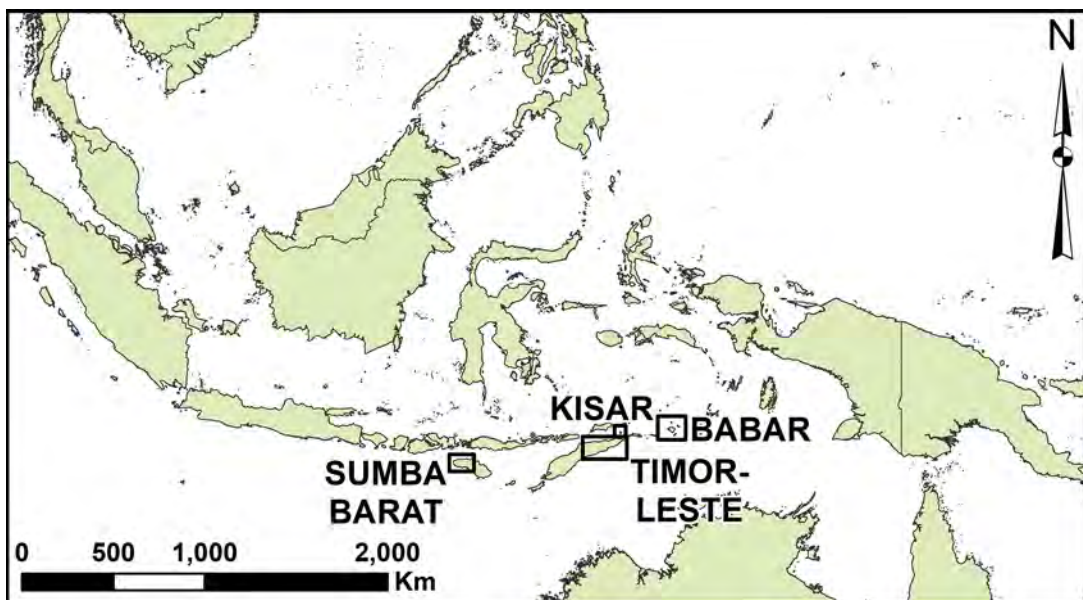 N
KISAR
BABAR
SUMBA
BARAT
TIMOR-
LESTE
0 500 1,000 2,000
Km